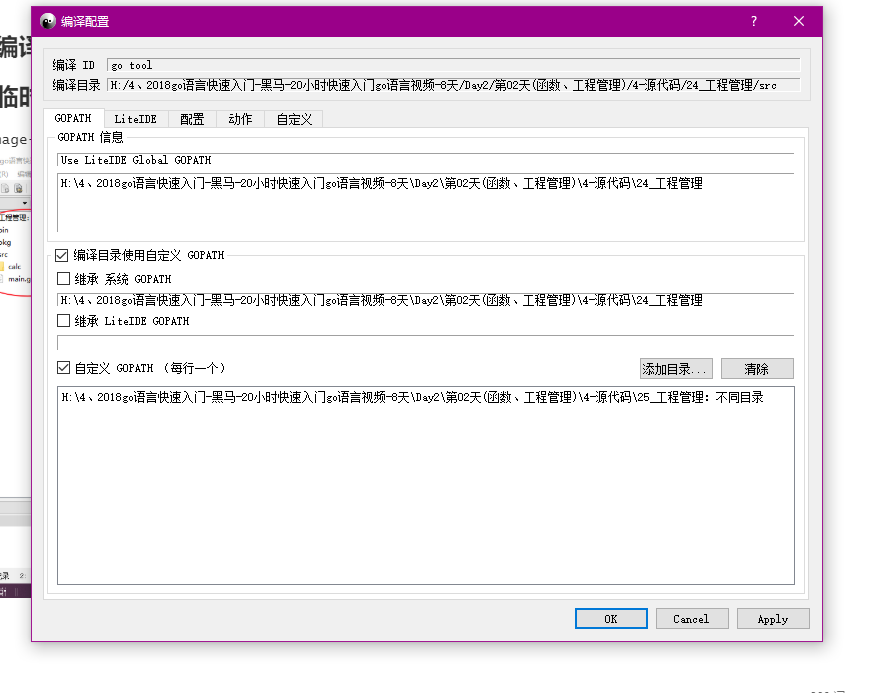 编译配置
?
编译
临时
mage-
编译 ID go tool
编译目录 H:/4、2018go语言快速入门-黑马-20小时快速入门go语言视频-8天/Day2/第02天(函数、工程管理)/4-源代码/24_工程管理/src
GOPATH LiteIDE 配置 动作 自定义
GOPATH 信息
Use LiteIDE Global GOPATH
H:\4、2018go语言快速入门-黑马-20小时快速入门go语言视频-8天\Day2\第02天(函数、工程管理)\4-源代码\24_工程管理
编译目录使用自定义 GOPATH
继承 系统 GOPATH
H:\4、2018go语言快速入门-黑马-20小时快速入门go语言视频-8天\Day2\第02天(函数、工程管理)\4-源代码\24_工程管理
继承 LiteIDE GOPATH
自定义 GOPATH （每行一个） 添加目录... 清除
H:\4、2018go语言快速入门-黑马-20小时快速入门go语言视频-8天\Day2\第02天(函数、工程管理)\4-源代码\25_工程管理：不同目录
工程管理:
bin
pkg
src
calc
main.g
OK Cancel Apply